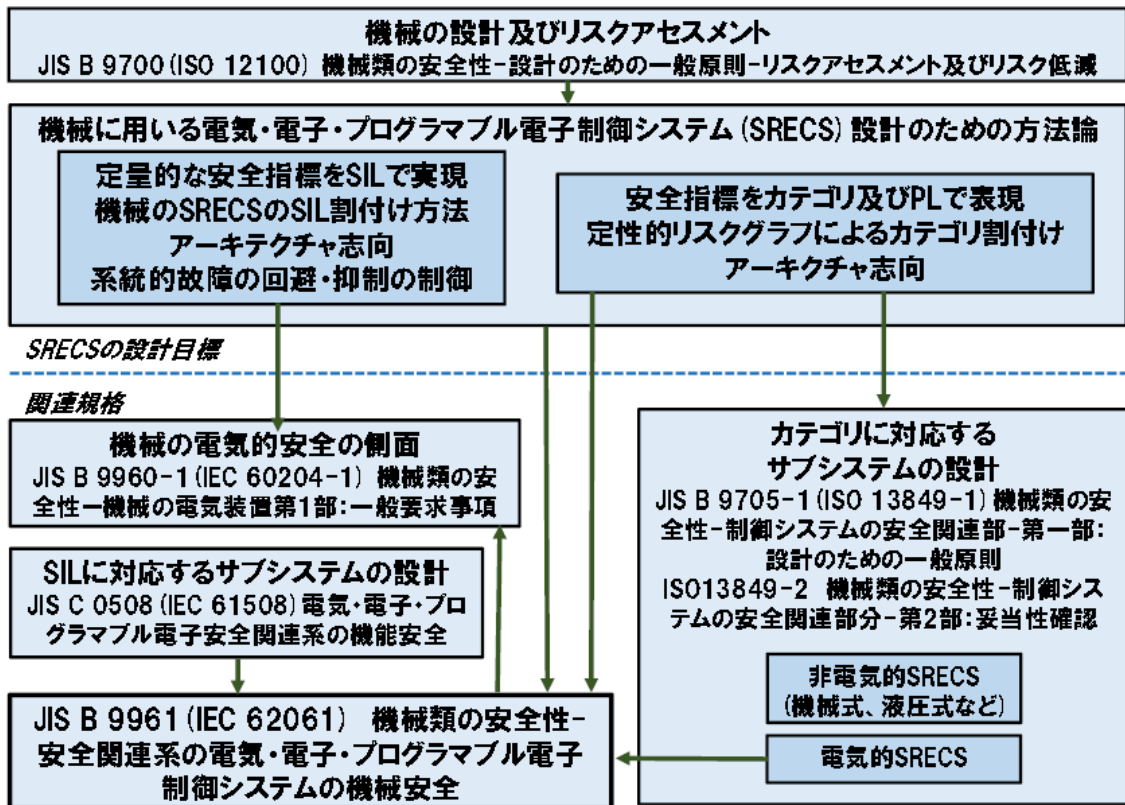 機械の設計及びリスクアセスメント
JIS B 9700(ISO 12100) 機械類の安全性-設計のための一般原則-リスクアセスメント及びリスク低減
機械に用いる電気・電子・プログラマブル電子制御システム(SRECS)設計のための方法論
定量的な安全指標をSILで実現
機械のSRECSのSIL割付け方法
アーキテクチャ志向
系統的故障の回避・抑制の制御
安全指標をカテゴリ及びPLで表現
定性的リスクグラフによるカテゴリ割付け
アーキクチャ志向
SRECSの設計目標
関連規格
機械の電気的安全の側面
JIS B 9960-1(IEC 60204-1) 機械類の安
全性ー機械の電気装置第1部:一般要求事項
SILに対応するサブシステムの設計
JIS C 0508(IEC 61508)電気・電子・プロ
グラマブル電子安全関連系の機能安全
JIS B 9961(IEC 62061) 機械類の安全性-
安全関連系の電気・電子・プログラマブル電子
制御システムの機械安全
カテゴリに対応する
サブシステムの設計
JIS B 9705-1(ISO 13849-1)機械類の安
全性-制御システムの安全関連部-第一部:
設計のための一般原則
ISO13849-2 機械類の安全性-制御シス
テムの安全関連部分-第2部:妥当性確認
非電気的SRECS
(機械式、液圧式など)
電気的SRECS